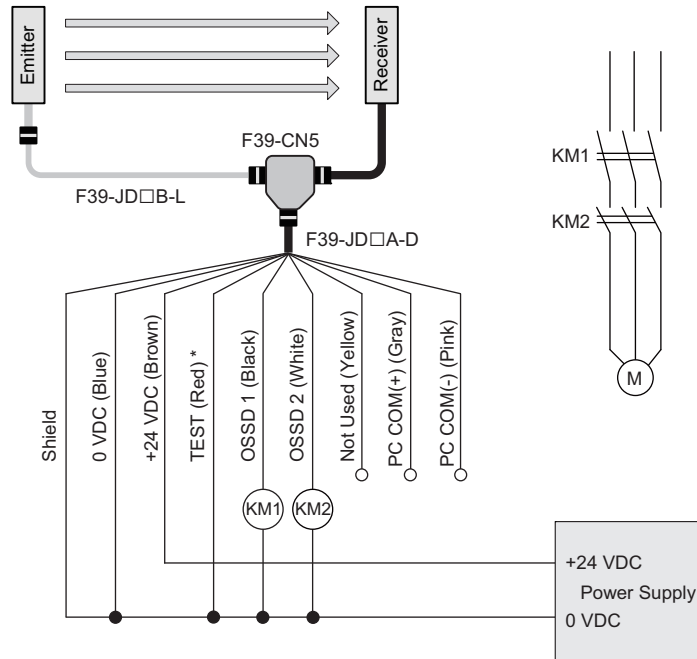 Emitter
Receiver
F39-CN5
F39-JD□B-L
F39-JD□A-D
KM1
KM2
M
Shield
0 VDC (Blue)
+24 VDC (Brown)
TEST (Red) *
OSSD 1 (Black)
OSSD 2 (White)
Not Used (Yellow)
PC COM(+) (Gray)
PC COM(-) (Pink)
KM1
KM2
+24 VDC
Power Supply
0 VDC